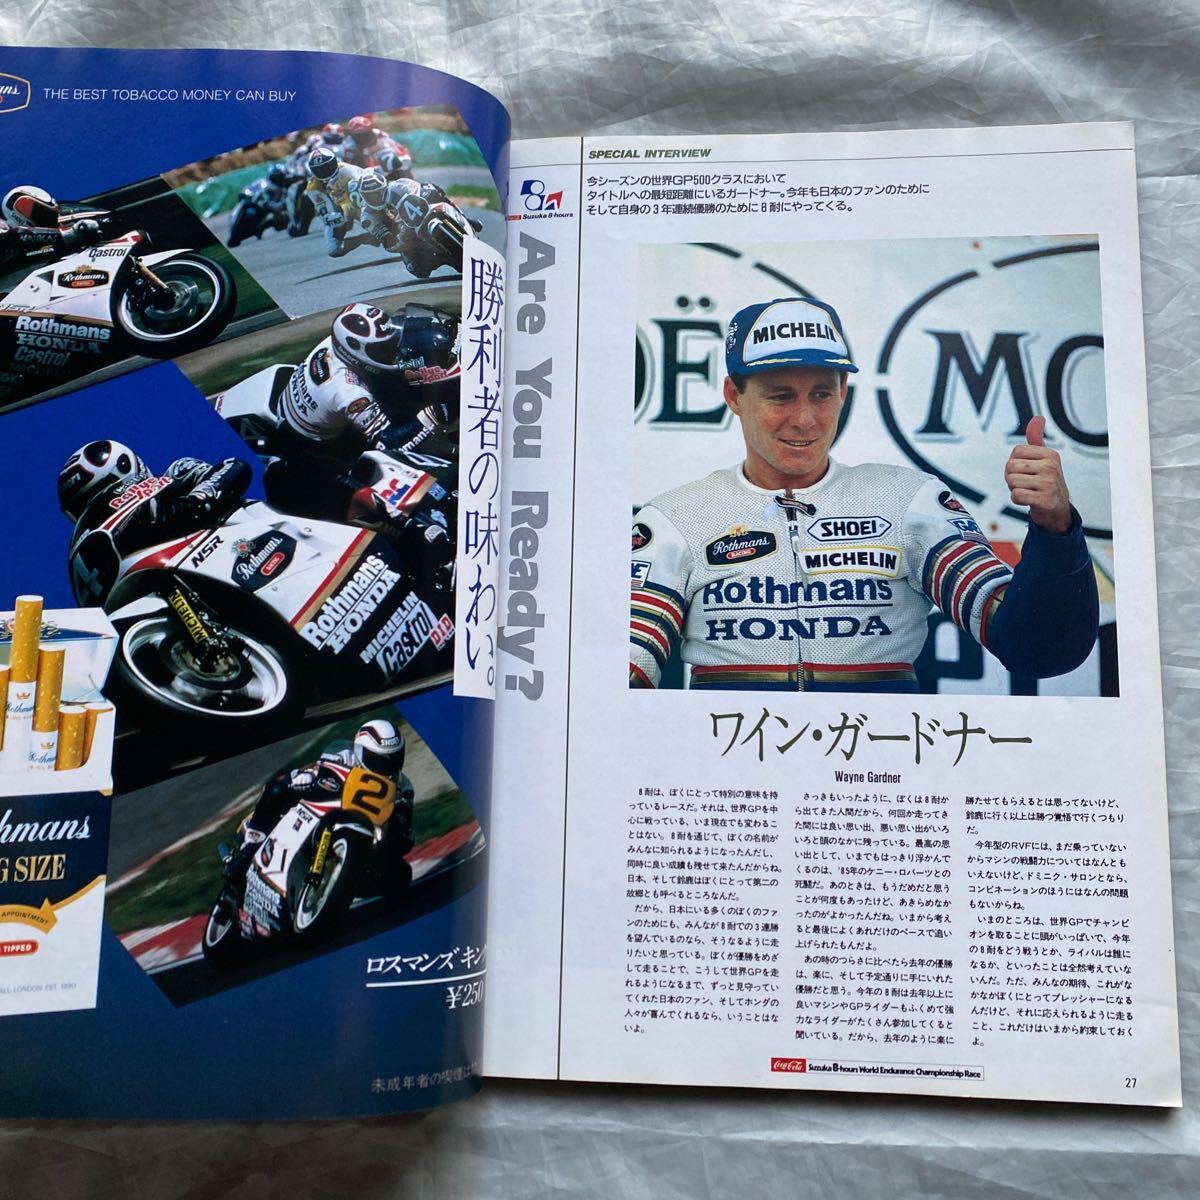 THE BEST TOBACCO MONEY CAN BUY
Castrol
Rothmans
Rothmans
HONDA
Castrol
NSR
Rothmans
HONDA
MICHELIN
Castrol
DID
4
2
SHOEI
NSR
Rothmans
HONDA
勝利者の味わい。
thmans
G SIZE
APPOINTMENT
TIPPED
ALL·LONDON EST. 1890
ロスマンズ キン
¥250
未成年者の喫煙は
SPECIAL INTERVIEW
今シーズンの世界GP500クラスにおいて
タイトルへの最短距離にいるガードナー。今年も日本のファンのために
そして自身の3年連続優勝のために8耐にやってくる。
Suzuka 8-hours
Are You Ready?
MICHELIN
SHOEI
MICHELIN
Rothmans
RACING
Rothmans
HONDA
ワイン・ガードナー
Wayne Gardner
8耐は、ぼくにとって特別の意味を持
っているレースだ。それは、世界GPを中
心に戦っている、いま現在でも変わるこ
とはない。8耐を通じて、ぼくの名前が
みんなに知られるようになったんだし、
同時に良い成績も残せて来たんだからね。
日本、そして鈴鹿はぼくにとって第二の
故郷とも呼べるところなんだ。
だから、日本にいる多くのぼくのファ
ンのためにも、みんなが8耐での3連勝
を望んでいるのなら、そうなるように走
りたいと思っている。ぼくが優勝をめざ
して走ることで、こうして世界GPを走
れるようになるまで、ずっと見守ってい
てくれた日本のファン、そしてホンダの
人々が喜んでくれるなら、いうことはな
いよ。
さっきもいったように、ぼくは8耐か
ら出てきた人間だから、何回か走ってき
た間には良い思い出、悪い思い出がいろ
いろと頭のなかに残っている。最高の思
い出として、いまでもはっきり浮かんで
くるのは、'85年のケニー・ロバーツとの
死闘だ。あのときは、もうだめだと思う
ことが何度もあったけど、あきらめなか
ったのがよかったんだね。いまから考え
ると最後によくあれだけのペースで追い
上げられたもんだよ。
あの時のつらさに比べたら去年の優勝
は、楽に、そして予定通りに手にいれた
優勝だと思う。今年の8耐は去年以上に
良いマシンやGPライダーもふくめて強
力なライダーがたくさん参加してくると
聞いている。だから、去年のように楽に
勝たせてもらえるとは思ってないけど、
鈴鹿に行く以上は勝つ覚悟で行くつもり
だ。
今年型のRVFには、まだ乗っていない
からマシンの戦闘力についてはなんとも
いえないけど、ドミニク・サロンとなら、
コンビネーションのほうにはなんの問題
もないからね。
いまのところは、世界GPでチャンピ
オンを取ることに頭がいっぱいで、今年
の8耐をどう戦うとか、ライバルは誰に
なるか、といったことは全然考えていな
いんだ。ただ、みんなの期待、これがな
かなかぼくにとってプレッシャーになる
んだけど、それに応えられるように走る
こと、これだけはいまから約束しておく
よ。
Coca-Cola
Suzuka 8-hours World Endurance Championship Race
27